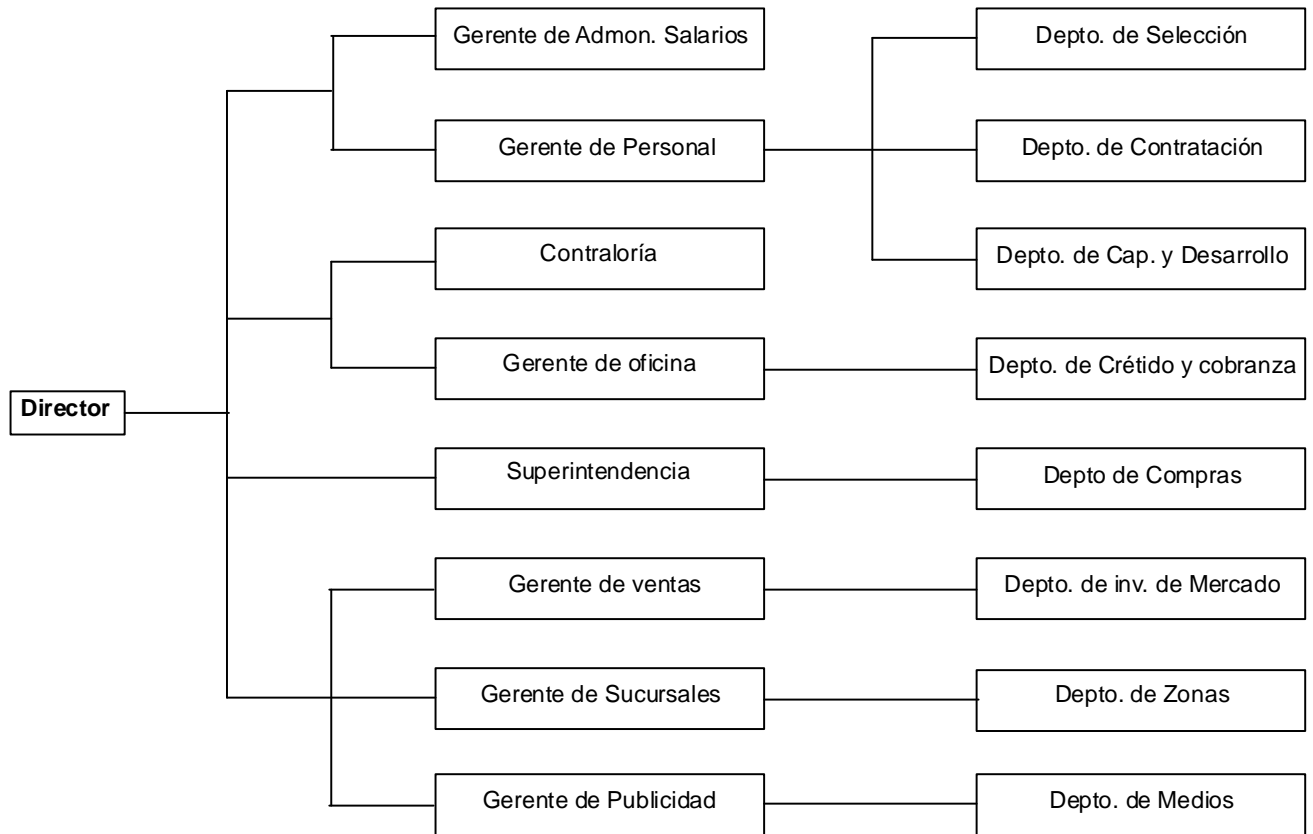 Gerente de Admon. Salarios
Depto. de Selección
Gerente de Personal
Depto. de Contratación
Contraloría
Depto. de Cap. y Desarrollo
Gerente de oficina
Depto. de Crétido y cobranza
Director
Superintendencia
Depto de Compras
Gerente de ventas
Depto. de inv. de Mercado
Gerente de Sucursales
Depto. de Zonas
Gerente de Publicidad
Depto. de Medios